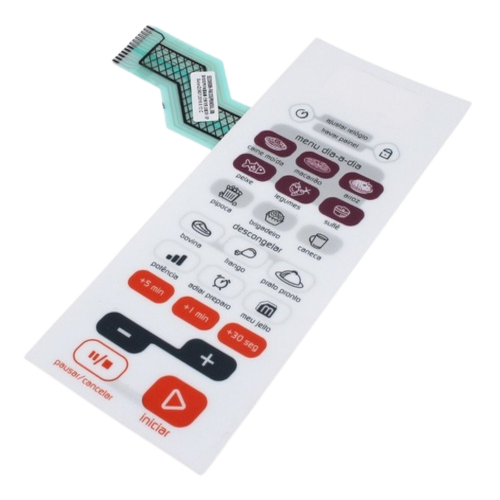 ajustar relógio
travar painel
menu dia-a-dia
carne moída
macarrão
arroz
peixe
legumes
suflê
pipoca
brigadeiro
caneca
descongelar
bovina
frango
prato pronto
potência
adiar preparo
meu jeito
+5 min
+1 min
+30 seg
−
+
pausar/cancelar
iniciar